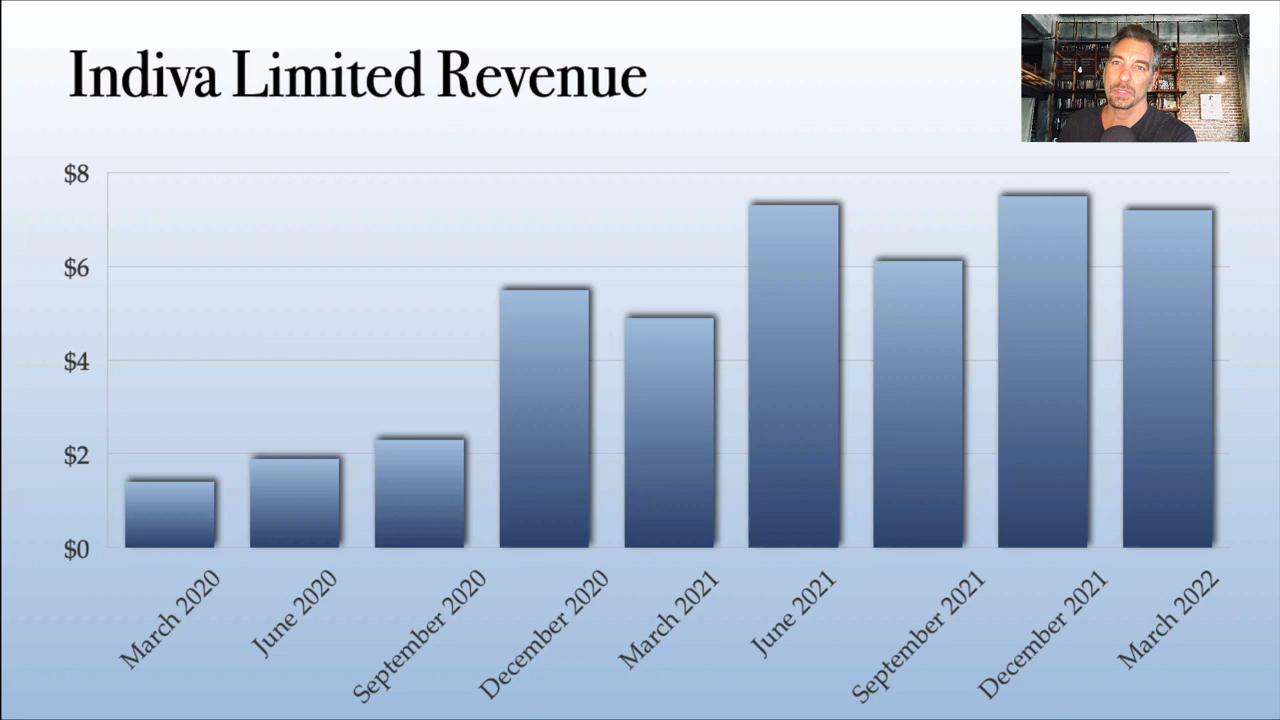 Indiva Limited Revenue
$8
$6
$4
$2
$0
March 2020
June 2020
September 2020
December 2020
March 2021
June 2021
September 2021
December 2021
March 2022